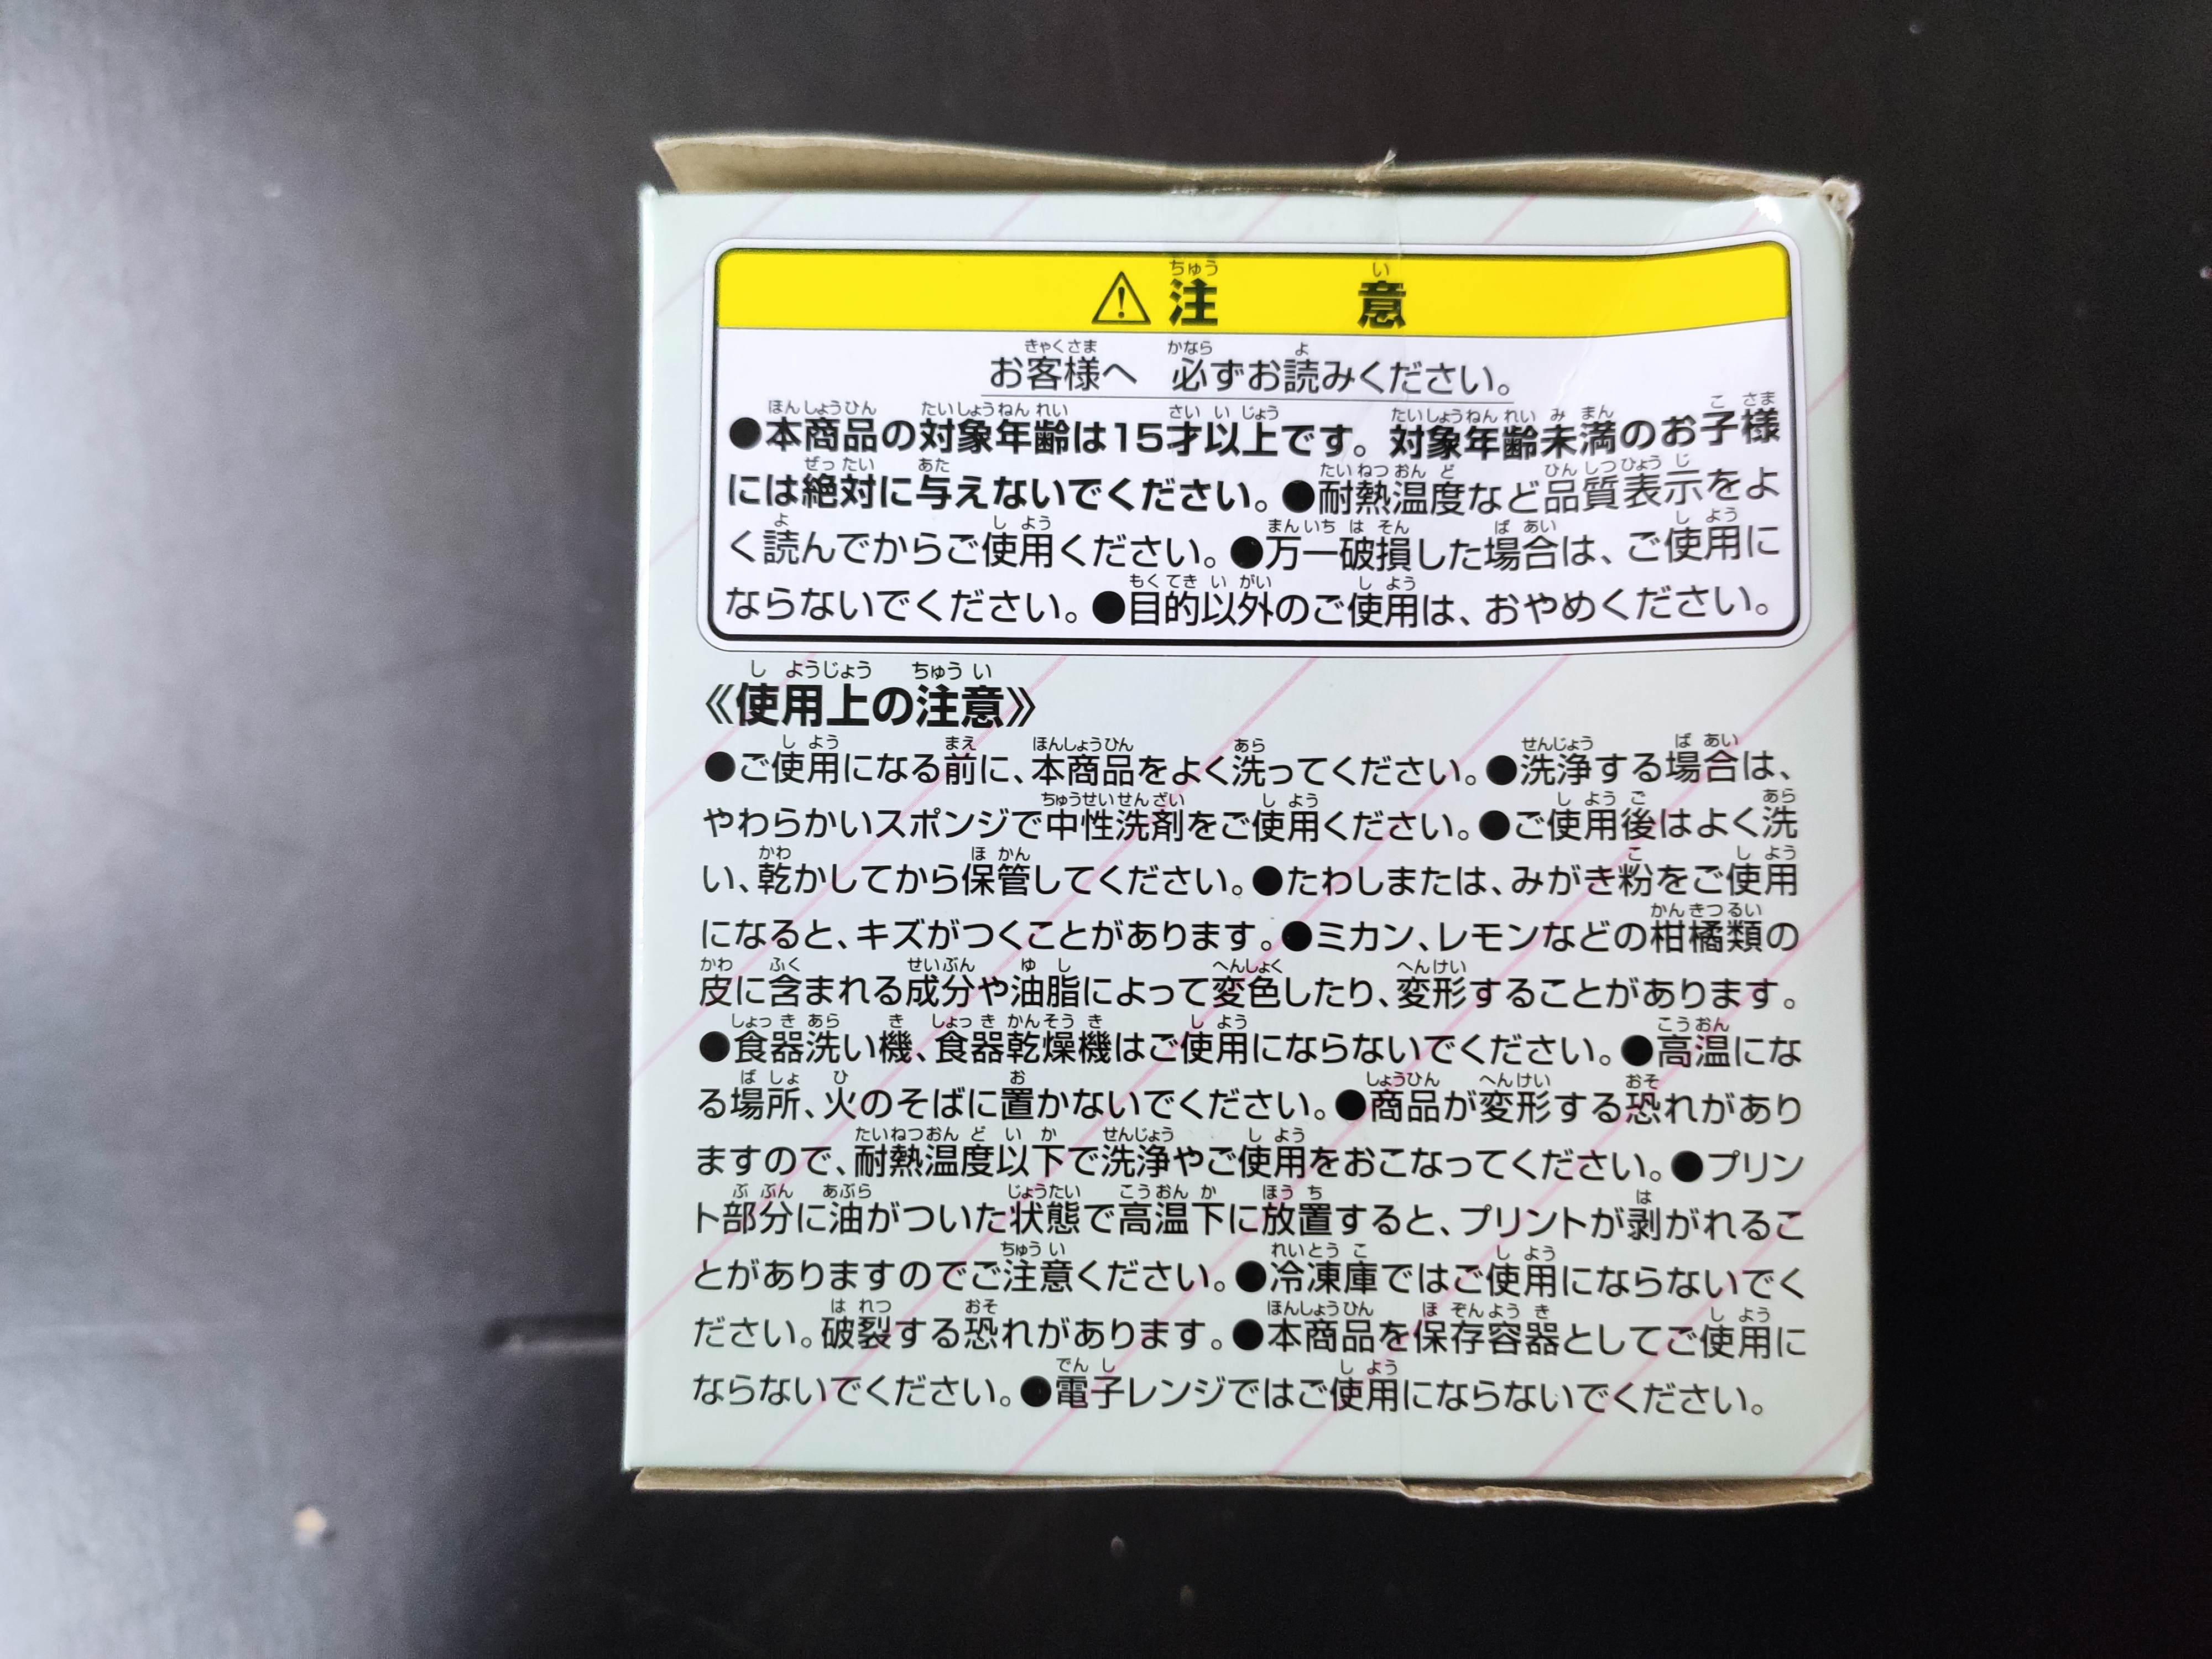 ⚠注意
お客様へ 必ずお読みください。
●本商品の対象年齢は15才以上です。対象年齢未満のお子様
には絶対に与えないでください。●耐熱温度など品質表示をよ
く読んでからご使用ください。●万一破損した場合は、ご使用に
ならないでください。●目的以外のご使用は、おやめください。
《使用上の注意》
●ご使用になる前に、本商品をよく洗ってください。●洗浄する場合は、
やわらかいスポンジで中性洗剤をご使用ください。●ご使用後はよく洗
い、乾かしてから保管してください。●たわしまたは、みがき粉をご使用
になると、キズがつくことがあります。●ミカン、レモンなどの柑橘類の
皮に含まれる成分や油脂によって変色したり、変形することがあります。
●食器洗い機、食器乾燥機はご使用にならないでください。●高温にな
る場所、火のそばに置かないでください。●商品が変形する恐れがあり
ますので、耐熱温度以下で洗浄やご使用をおこなってください。●プリン
ト部分に油がついた状態で高温下に放置すると、プリントが剥がれるこ
とがありますのでご注意ください。●冷凍庫ではご使用にならないでく
ださい。破裂する恐れがあります。●本商品を保存容器としてご使用に
ならないでください。●電子レンジではご使用にならないでください。